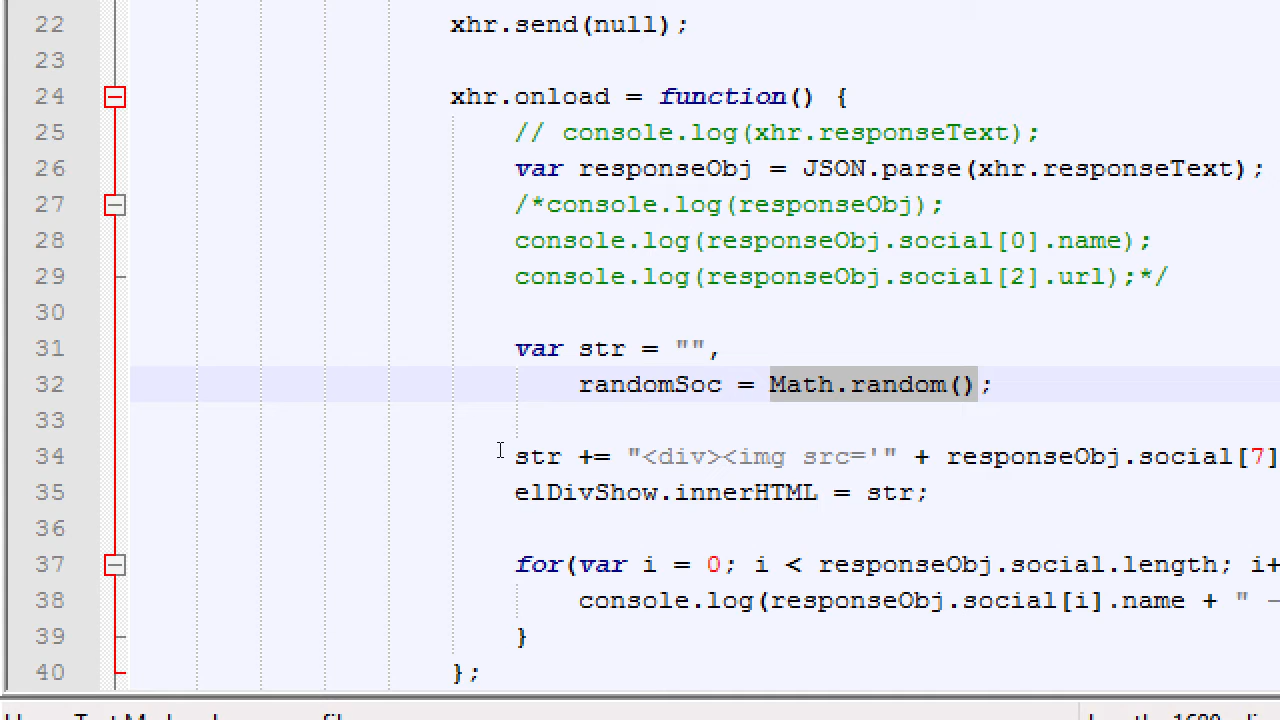 22 xhr.send(null);
23
24 xhr.onload = function() {
25 // console.log(xhr.responseText);
26 var responseObj = JSON.parse(xhr.responseText);
27 /*console.log(responseObj);
28 console.log(responseObj.social[0].name);
29 console.log(responseObj.social[2].url);*/
30
31 var str = "",
32 randomSoc = Math.random();
33
34 str += "<div><img src='" + responseObj.social[7]
35 elDivShow.innerHTML = str;
36
37 for(var i = 0; i < responseObj.social.length; i+
38 console.log(responseObj.social[i].name + " -
39 }
40 };